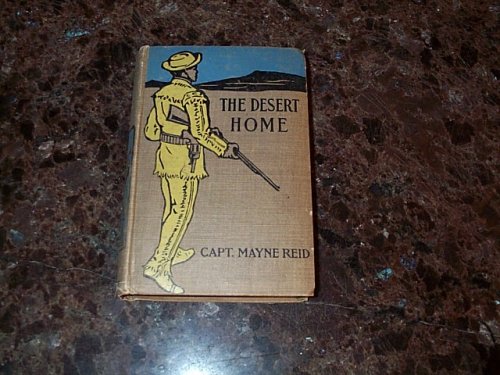 THE DESERT
HOME
CAPT. MAYNE REID